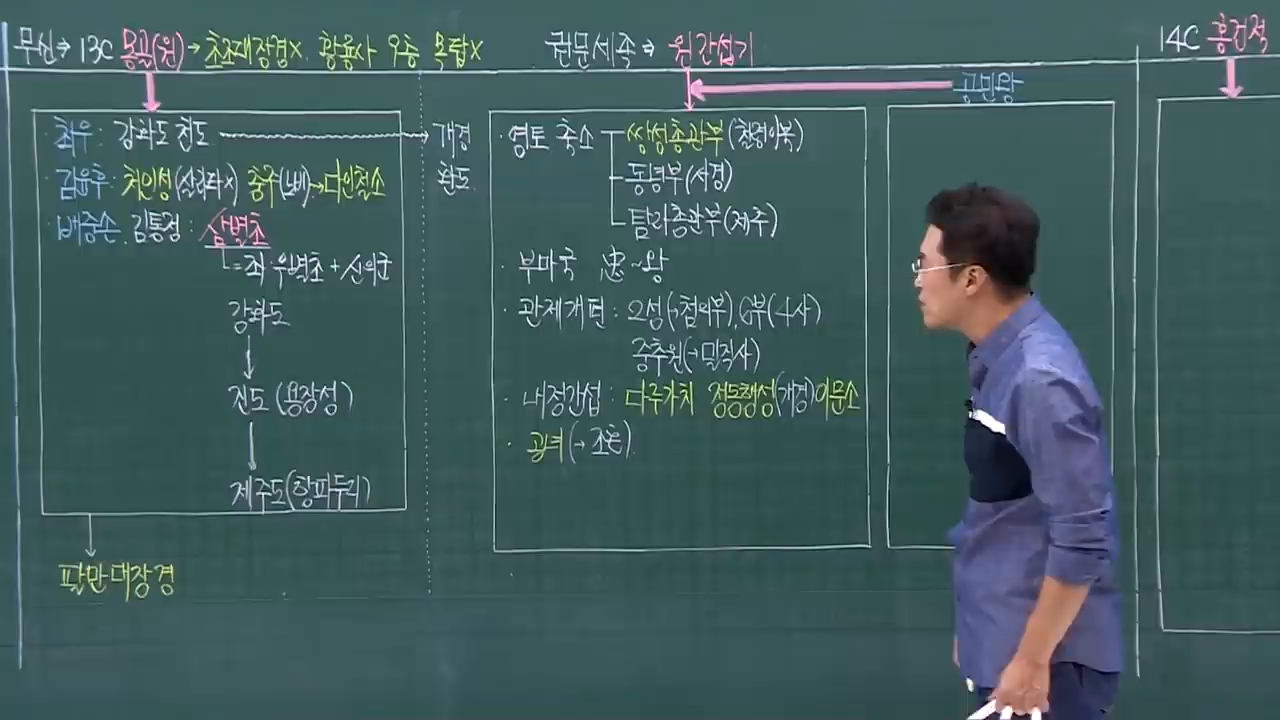 무신→ 13C 몽골(원)→초조대장경×, 황룡사 9층 목탑×
최우: 강화도 천도 → 개경 환도
김윤후: 처인성(살리타×) 충주(노비)→다인철소
배중손, 김통정: 삼별초
= 좌·우별초 + 신의군
강화도
진도 (용장성)
제주도(항파두리)
팔만대장경
권문세족⇒ 원간섭기
공민왕
· 영토 축소 쌍성총관부(철령이북)
동녕부(서경)
탐라총관부(제주)
· 부마국 忠~왕
· 관제개편: 2성(→첨의부), 6부(4사)
중추원(→밀직사)
· 내정간섭: 다루가치 정동행성(개경)이문소
· 공녀(→조혼)
14C 홍건적